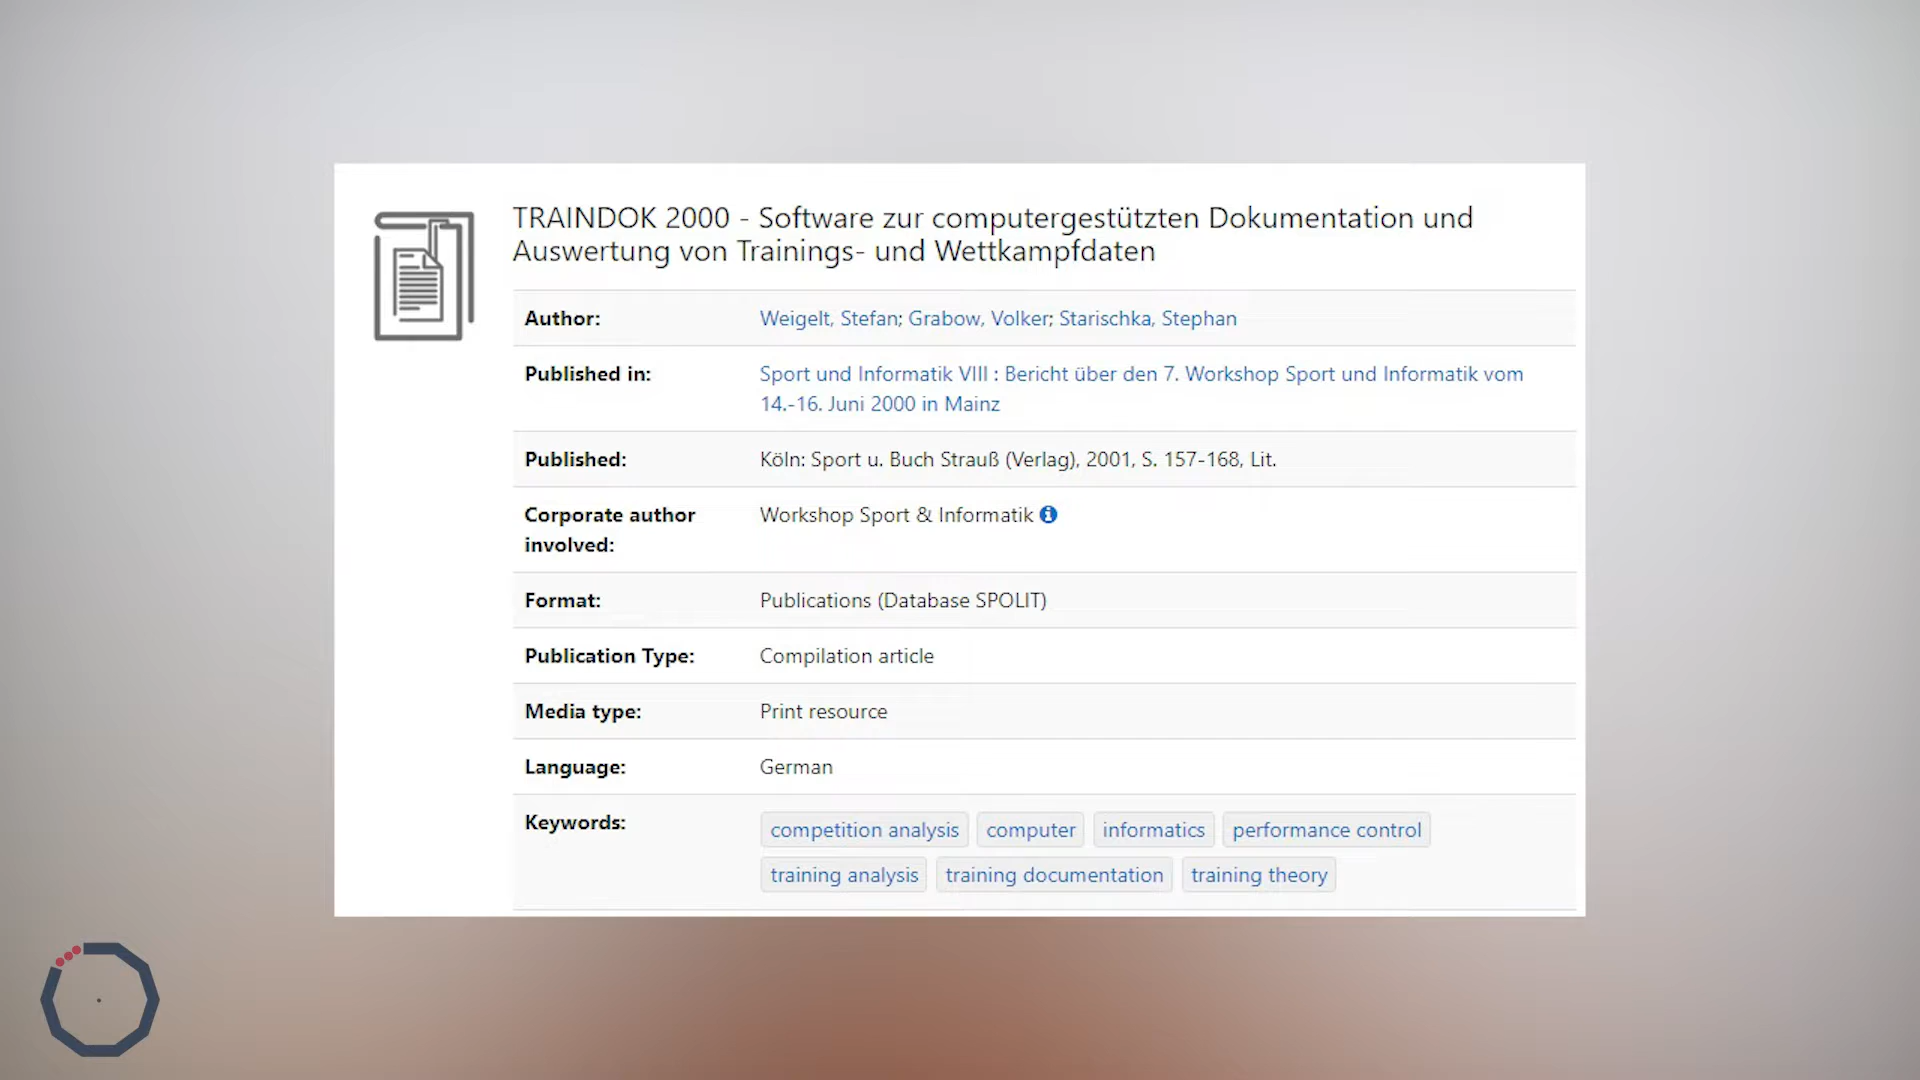 TRAINDOK 2000 - Software zur computergestützten Dokumentation und
Auswertung von Trainings- und Wettkampfdaten
Author: Weigelt, Stefan; Grabow, Volker; Starischka, Stephan
Published in: Sport und Informatik VIII : Bericht über den 7. Workshop Sport und Informatik vom
14.-16. Juni 2000 in Mainz
Published: Köln: Sport u. Buch Strauß (Verlag), 2001, S. 157-168, Lit.
Corporate author Workshop Sport & Informatik
involved:
Format: Publications (Database SPOLIT)
Publication Type: Compilation article
Media type: Print resource
Language: German
Keywords: competition analysis computer informatics performance control
training analysis training documentation training theory